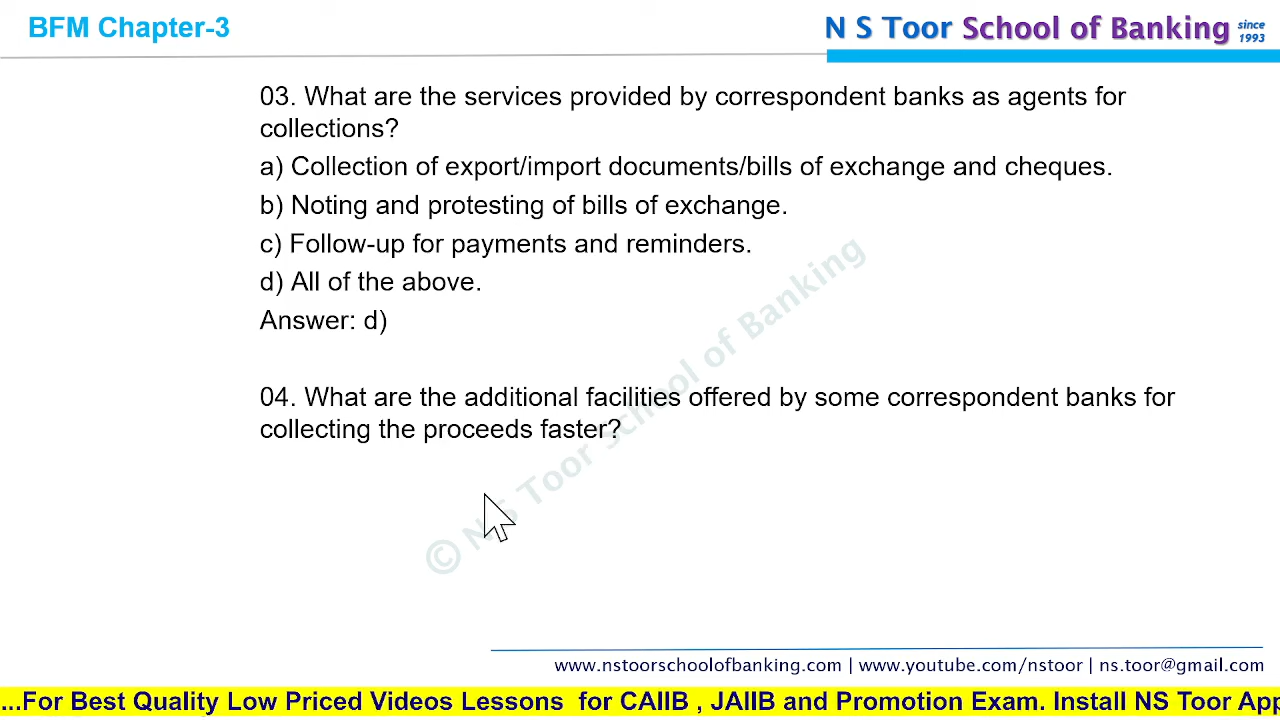 BFM Chapter-3
N S Toor School of Banking since 1993
03. What are the services provided by correspondent banks as agents for
collections?
a) Collection of export/import documents/bills of exchange and cheques.
b) Noting and protesting of bills of exchange.
c) Follow-up for payments and reminders.
d) All of the above.
Answer: d)
04. What are the additional facilities offered by some correspondent banks for
collecting the proceeds faster?
© N S Toor School of Banking
www.nstoorschoolofbanking.com | www.youtube.com/nstoor | ns.toor@gmail.com
...For Best Quality Low Priced Videos Lessons for CAIIB , JAIIB and Promotion Exam. Install NS Toor App